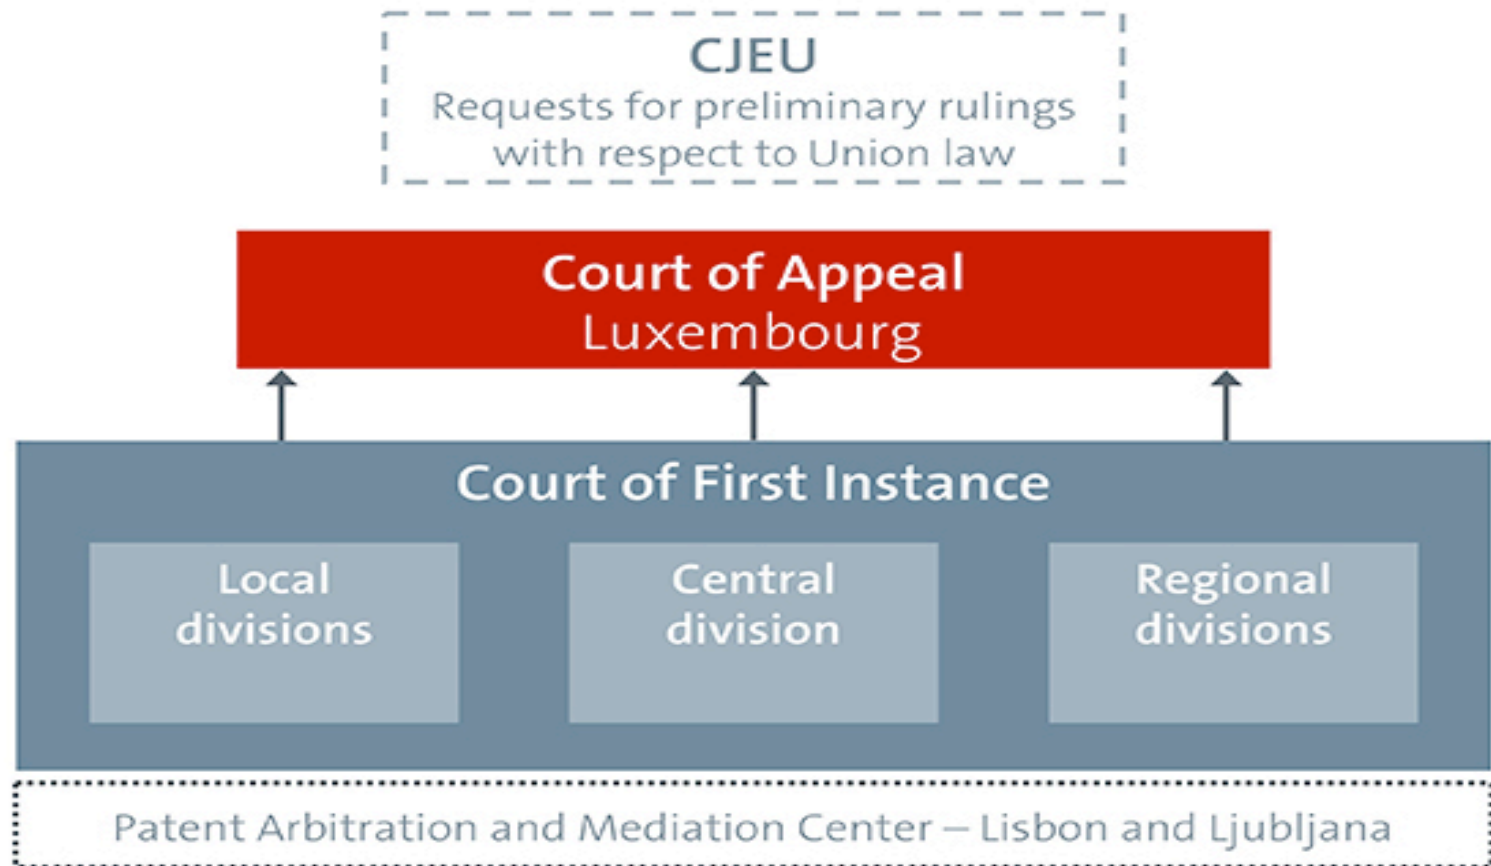 CJEU
Requests for preliminary rulings
with respect to Union law
Court of Appeal
Luxembourg
Court of First Instance
Local
divisions
Central
division
Regional
divisions
Patent Arbitration and Mediation Center – Lisbon and Ljubljana